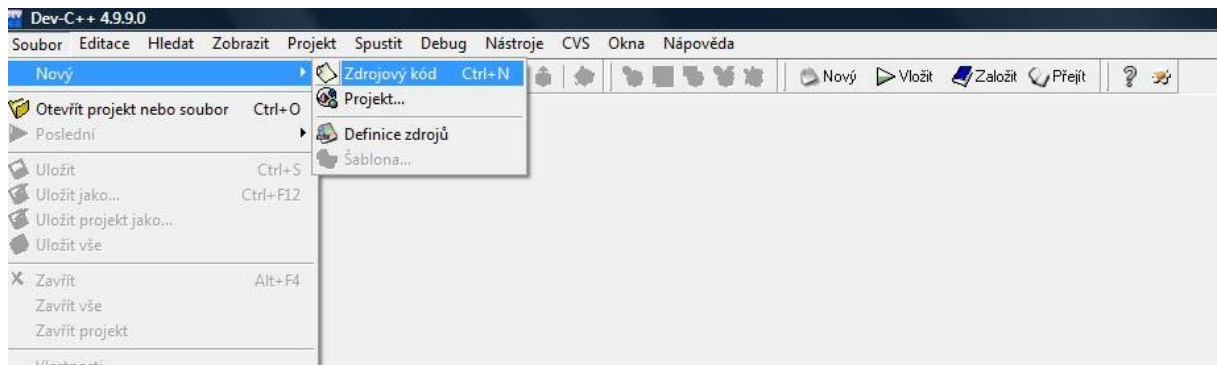 Dev-C++ 4.9.9.0
Soubor Editace Hledat Zobrazit Projekt Spustit Debug Nástroje CVS Okna Nápověda
Nový
Zdrojový kód Ctrl+N
Nový Vložit Založit Přejít
Projekt...
Otevřít projekt nebo soubor Ctrl+O
Poslední
Definice zdrojů
Šablona...
Uložit Ctrl+S
Uložit jako... Ctrl+F12
Uložit projekt jako...
Uložit vše
Zavřít Alt+F4
Zavřít vše
Zavřít projekt